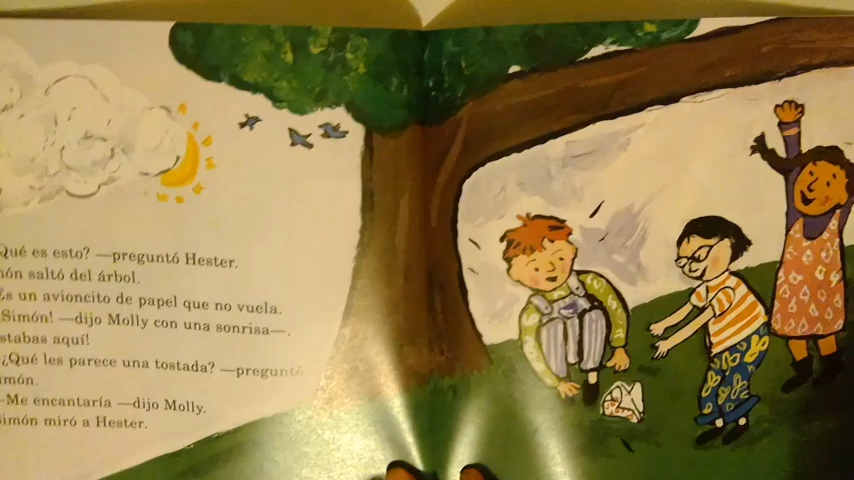 Qué es esto? —preguntó Hester.
món saltó del árbol.
Es un avioncito de papel que no vuela.
¡Simón! —dijo Molly con una sonrisa—.
stabas aquí!
¿Qué les parece una tostada? —preguntó
imón.
—Me encantaría —dijo Molly.
Simón miró a Hester.